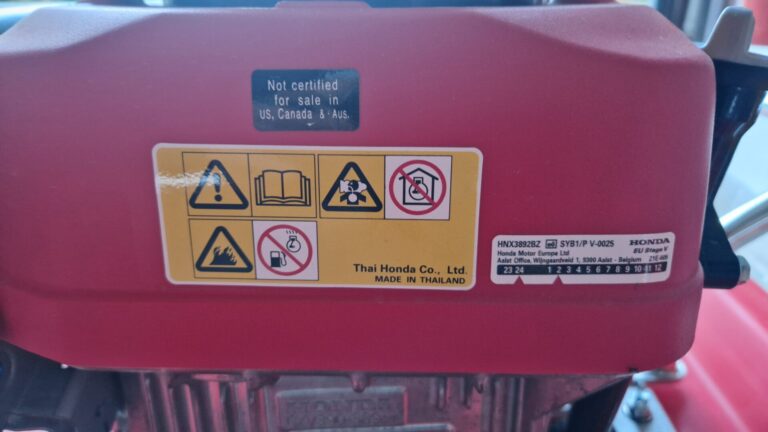 Not certified
for sale in
US, Canada & Aus.
Thai Honda Co., Ltd.
MADE IN THAILAND
HNX3892BZ SYB1/P V-0025 HONDA
EU Stage V
Honda Motor Europe Ltd
Aalst Office, Wijngaardveld 1, 9300 Aalst - Belgium
23 24 1 2 3 4 5 6 7 8 9 10 11 12
HONDA